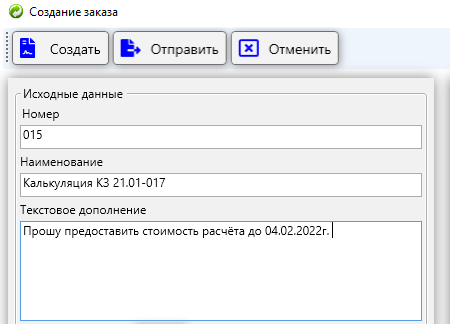 Создание заказа
Создать Отправить Отменить
Исходные данные
Номер
015
Наименование
Калькуляция КЗ 21.01-017
Текстовое дополнение
Прошу предоставить стоимость расчёта до 04.02.2022г.